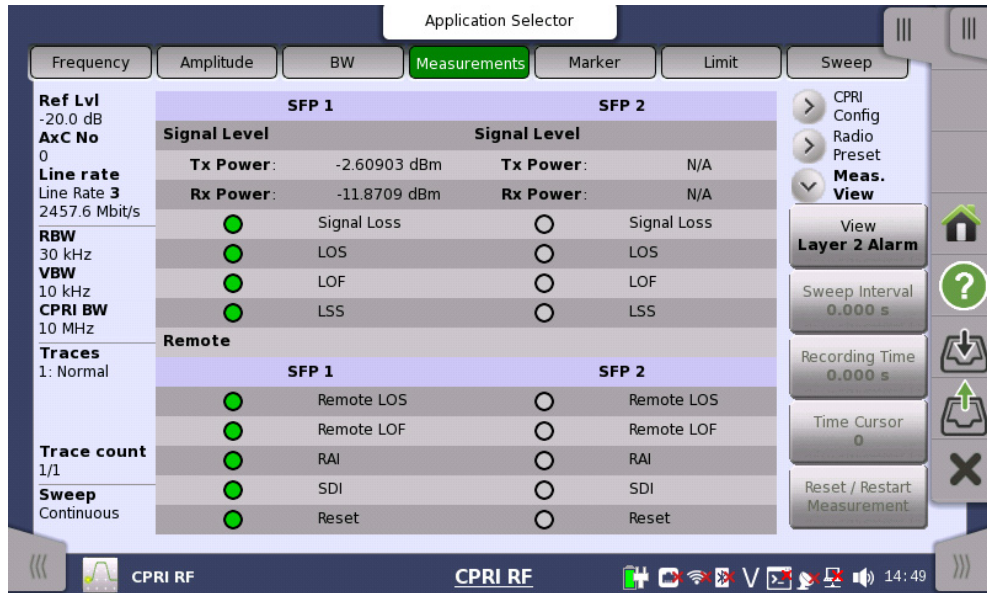 Application Selector
Frequency Amplitude BW Measurements Marker Limit Sweep
Ref Lvl
-20.0 dB
AxC No
0
Line rate
Line Rate 3
2457.6 Mbit/s
RBW
30 kHz
VBW
10 kHz
CPRI BW
10 MHz
Traces
1: Normal
Trace count
1/1
Sweep
Continuous
SFP 1 SFP 2
Signal Level Signal Level
Tx Power: -2.60903 dBm Tx Power: N/A
Rx Power: -11.8709 dBm Rx Power: N/A
Signal Loss Signal Loss
LOS LOS
LOF LOF
LSS LSS
Remote
SFP 1 SFP 2
Remote LOS Remote LOS
Remote LOF Remote LOF
RAI RAI
SDI SDI
Reset Reset
CPRI
Config
Radio
Preset
Meas.
View
View
Layer 2 Alarm
Sweep Interval
0.000 s
Recording Time
0.000 s
Time Cursor
0
Reset / Restart
Measurement
CPRI RF CPRI RF V 14:49